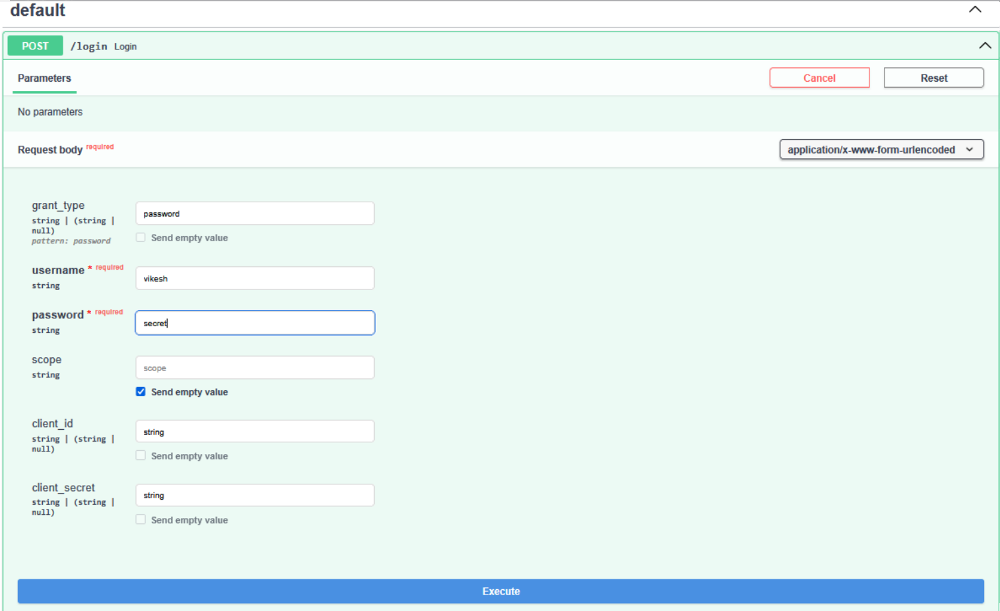 default
POST /login Login
Parameters
Cancel
Reset
No parameters
Request body required
application/x-www-form-urlencoded
grant_type
string | (string |
null)
pattern: password
password
Send empty value
username * required
string
vikesh
password * required
string
secret
scope
string
scope
Send empty value
client_id
string | (string |
null)
string
Send empty value
client_secret
string | (string |
null)
string
Send empty value
Execute